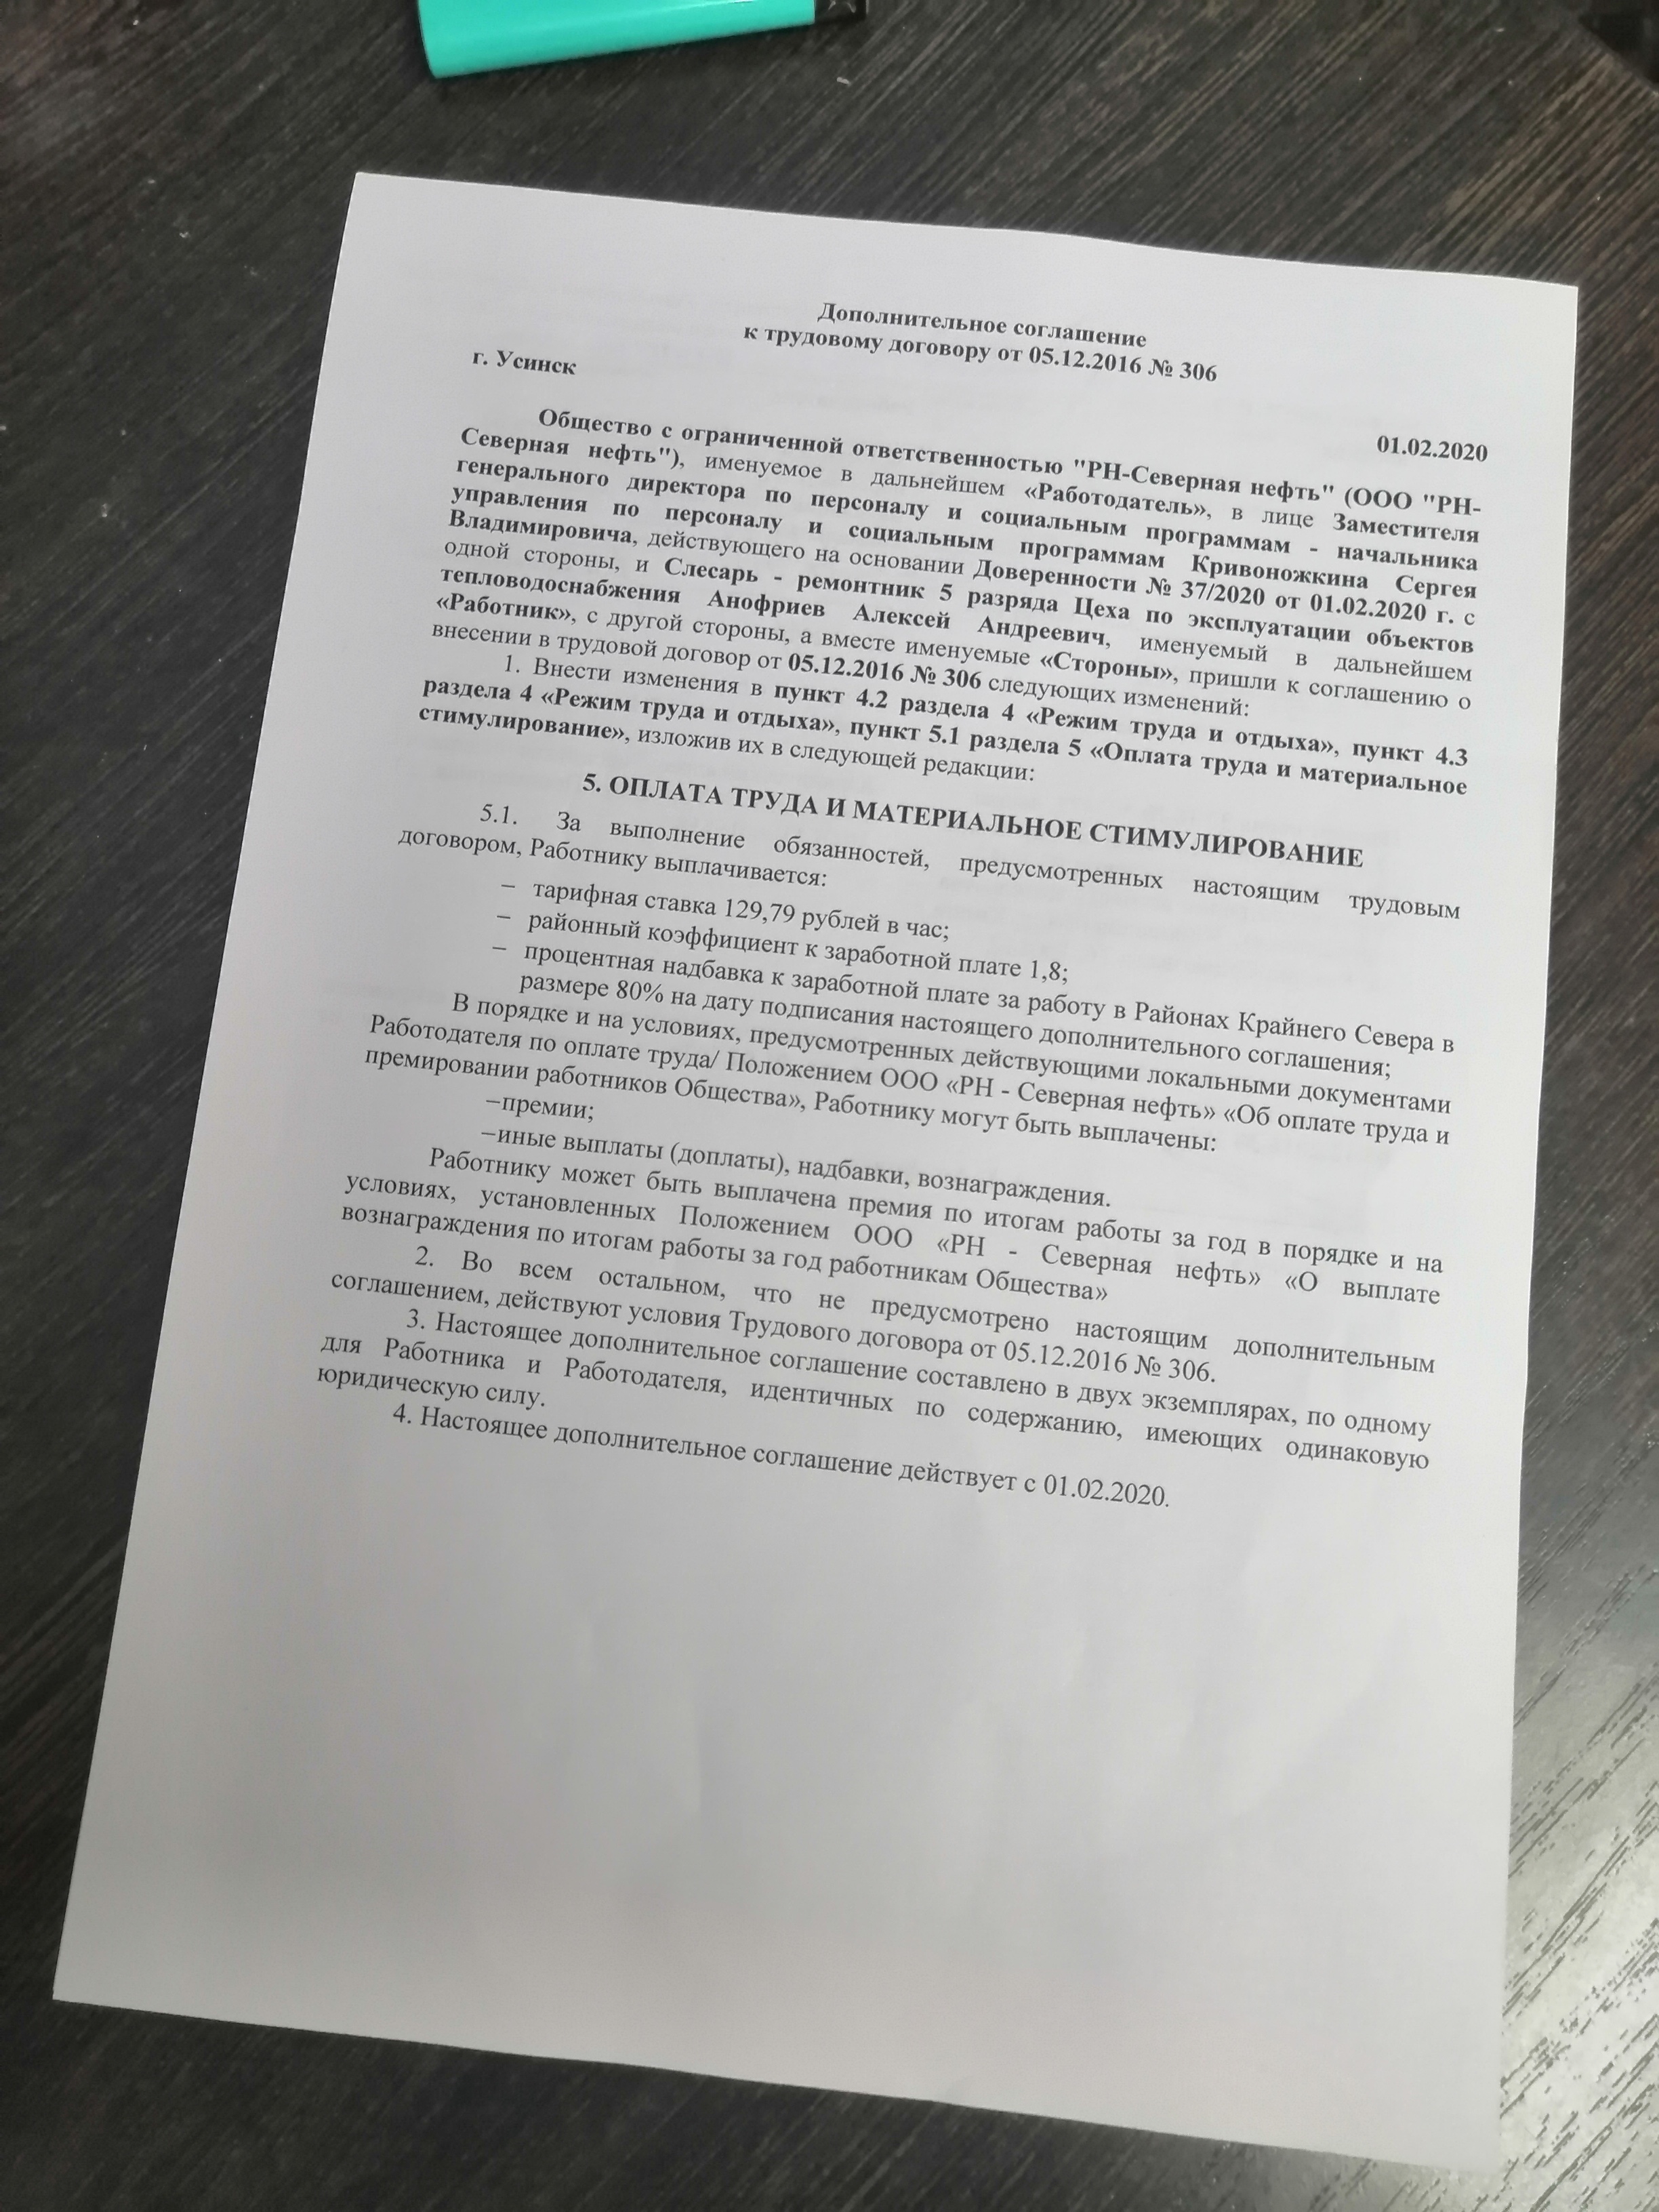 Дополнительное соглашение
к трудовому договору от 05.12.2016 № 306
г. Усинск
01.02.2020
Общество с ограниченной ответственностью "РН-Северная нефть" (ООО "РН-
Северная нефть"), именуемое в дальнейшем «Работодатель», в лице Заместителя
генерального директора по персоналу и социальным программам - начальника
управления по персоналу и социальным программам Кривоножкина Сергея
Владимировича, действующего на основании Доверенности № 37/2020 от 01.02.2020 г. с
одной стороны, и Слесарь - ремонтник 5 разряда Цеха по эксплуатации объектов
тепловодоснабжения Анофриев Алексей Андреевич, именуемый в дальнейшем
«Работник», с другой стороны, а вместе именуемые «Стороны», пришли к соглашению о
внесении в трудовой договор от 05.12.2016 № 306 следующих изменений:
1. Внести изменения в пункт 4.2 раздела 4 «Режим труда и отдыха», пункт 4.3
раздела 4 «Режим труда и отдыха», пункт 5.1 раздела 5 «Оплата труда и материальное
стимулирование», изложив их в следующей редакции:
5. ОПЛАТА ТРУДА И МАТЕРИАЛЬНОЕ СТИМУЛИРОВАНИЕ
5.1. За выполнение обязанностей, предусмотренных настоящим трудовым
договором, Работнику выплачивается:
– тарифная ставка 129,79 рублей в час;
– районный коэффициент к заработной плате 1,8;
– процентная надбавка к заработной плате за работу в Районах Крайнего Севера в
размере 80% на дату подписания настоящего дополнительного соглашения;
В порядке и на условиях, предусмотренных действующими локальными документами
Работодателя по оплате труда/ Положением ООО «РН - Северная нефть» «Об оплате труда и
премировании работников Общества», Работнику могут быть выплачены:
–премии;
–иные выплаты (доплаты), надбавки, вознаграждения.
Работнику может быть выплачена премия по итогам работы за год в порядке и на
условиях, установленных Положением ООО «РН - Северная нефть» «О выплате
вознаграждения по итогам работы за год работникам Общества»
2. Во всем остальном, что не предусмотрено настоящим дополнительным
соглашением, действуют условия Трудового договора от 05.12.2016 № 306.
3. Настоящее дополнительное соглашение составлено в двух экземплярах, по одному
для Работника и Работодателя, идентичных по содержанию, имеющих одинаковую
юридическую силу.
4. Настоящее дополнительное соглашение действует с 01.02.2020.